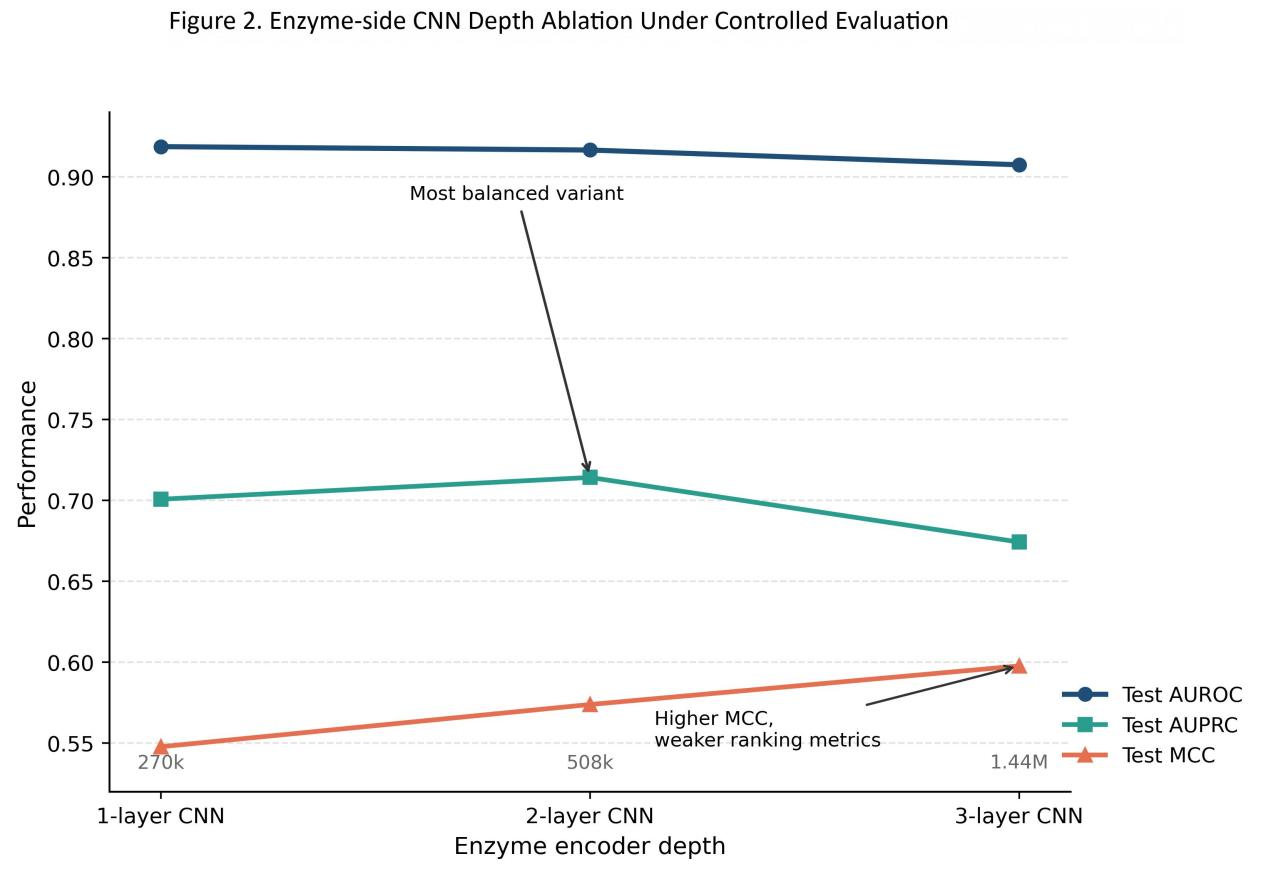 Figure 2. Enzyme-side CNN Depth Ablation Under Controlled Evaluation
0.90
Most balanced variant
0.85
0.80
0.75
Performance
0.70
0.65
0.60
Test AUROC
Higher MCC,
weaker ranking metrics
Test AUPRC
0.55
Test MCC
270k
508k
1.44M
1-layer CNN
2-layer CNN
3-layer CNN
Enzyme encoder depth